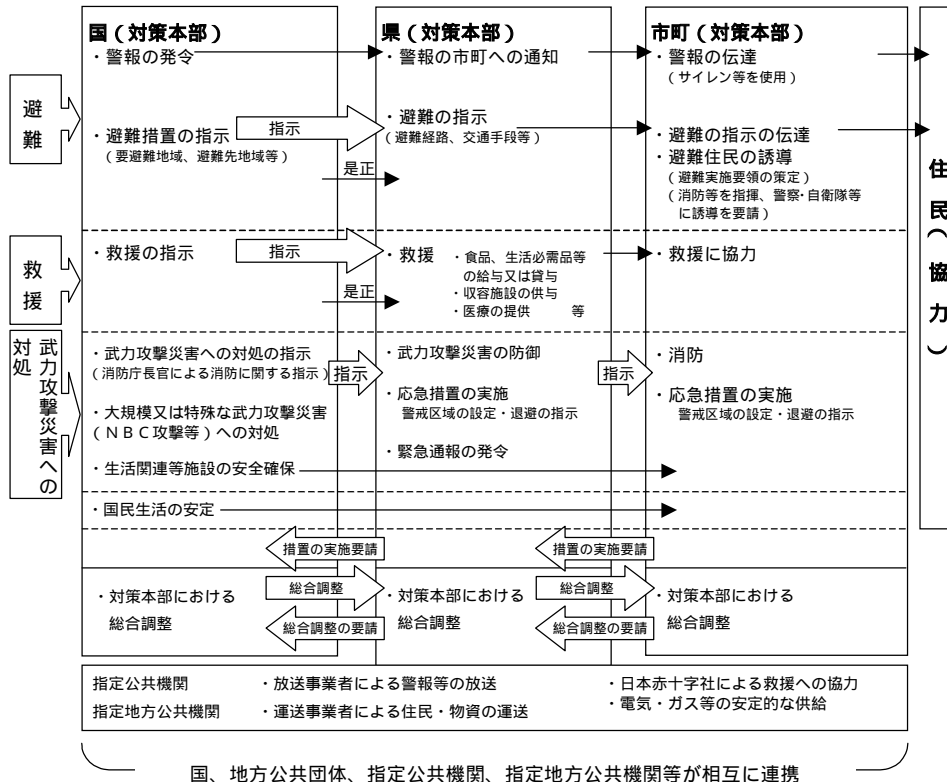 国（対策本部）
・警報の発令
・避難措置の指示
（要避難地域、避難先地域等）
指示
是正
・救援の指示
指示
是正
・武力攻撃災害への対処の指示
（消防庁長官による消防に関する指示）
指示
・大規模又は特殊な武力攻撃災害
（ＮＢＣ攻撃等）への対処
・生活関連等施設の安全確保
・国民生活の安定
県（対策本部）
・警報の市町への通知
・避難の指示
（避難経路、交通手段等）
・救援
・食品、生活必需品等
の給与又は貸与
・収容施設の供与
・医療の提供　等
・武力攻撃災害の防御
指示
・応急措置の実施
警戒区域の設定・退避の指示
・緊急通報の発令
市町（対策本部）
・警報の伝達
（サイレン等を使用）
・避難の指示の伝達
・避難住民の誘導
（避難実施要領の策定）
（消防等を指揮、警察・自衛隊等
に誘導を要請）
・救援に協力
・消防
・応急措置の実施
警戒区域の設定・退避の指示
避難
救援
武力攻撃災害への
対処
住民（協力）
措置の実施要請
措置の実施要請
・対策本部における
総合調整
総合調整
総合調整の要請
・対策本部における
総合調整
総合調整
総合調整の要請
・対策本部における
総合調整
指定公共機関
・放送事業者による警報等の放送
・日本赤十字社による救援への協力
指定地方公共機関
・運送事業者による住民・物資の運送
・電気・ガス等の安定的な供給
国、地方公共団体、指定公共機関、指定地方公共機関等が相互に連携